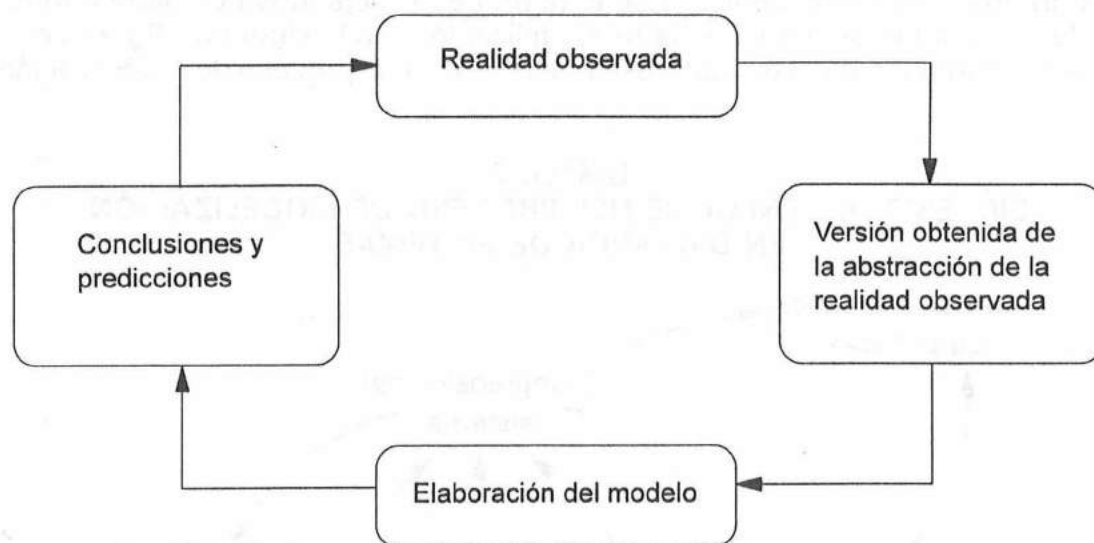 Realidad observada
Versión obtenida de
la abstracción de la
realidad observada
Elaboración del modelo
Conclusiones y
predicciones